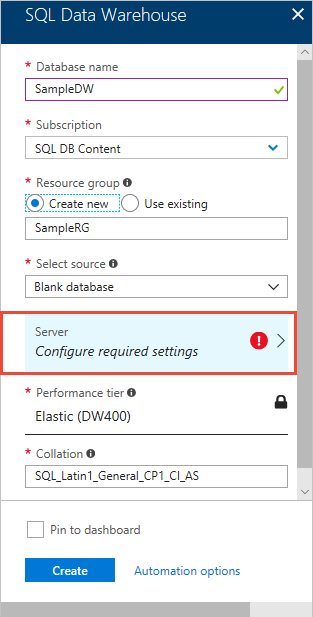 SQL Data Warehouse
* Database name
SampleDW
* Subscription
SQL DB Content
* Resource group
Create new Use existing
SampleRG
* Select source
Blank database
Server
Configure required settings
* Performance tier
Elastic (DW400)
* Collation
SQL_Latin1_General_CP1_CI_AS
Pin to dashboard
Create Automation options